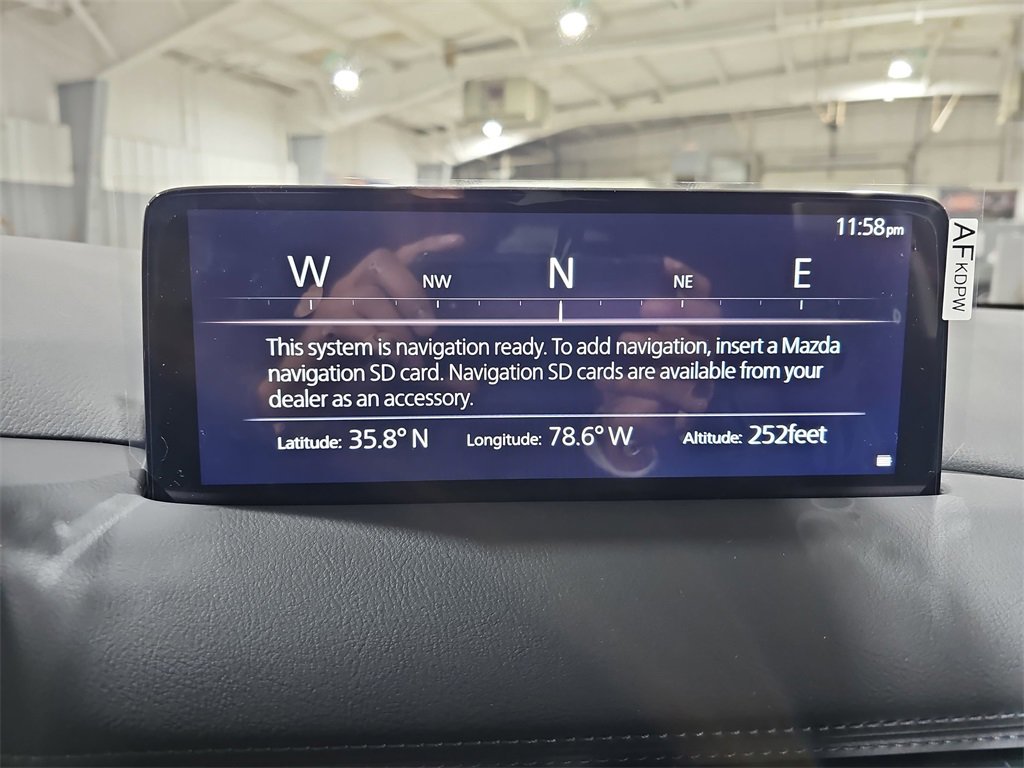 11:58pm
W NW N NE E
This system is navigation ready. To add navigation, insert a Mazda
navigation SD card. Navigation SD cards are available from your
dealer as an accessory.
Latitude: 35.8° N Longitude: 78.6° W Altitude: 252feet
AF KDPW